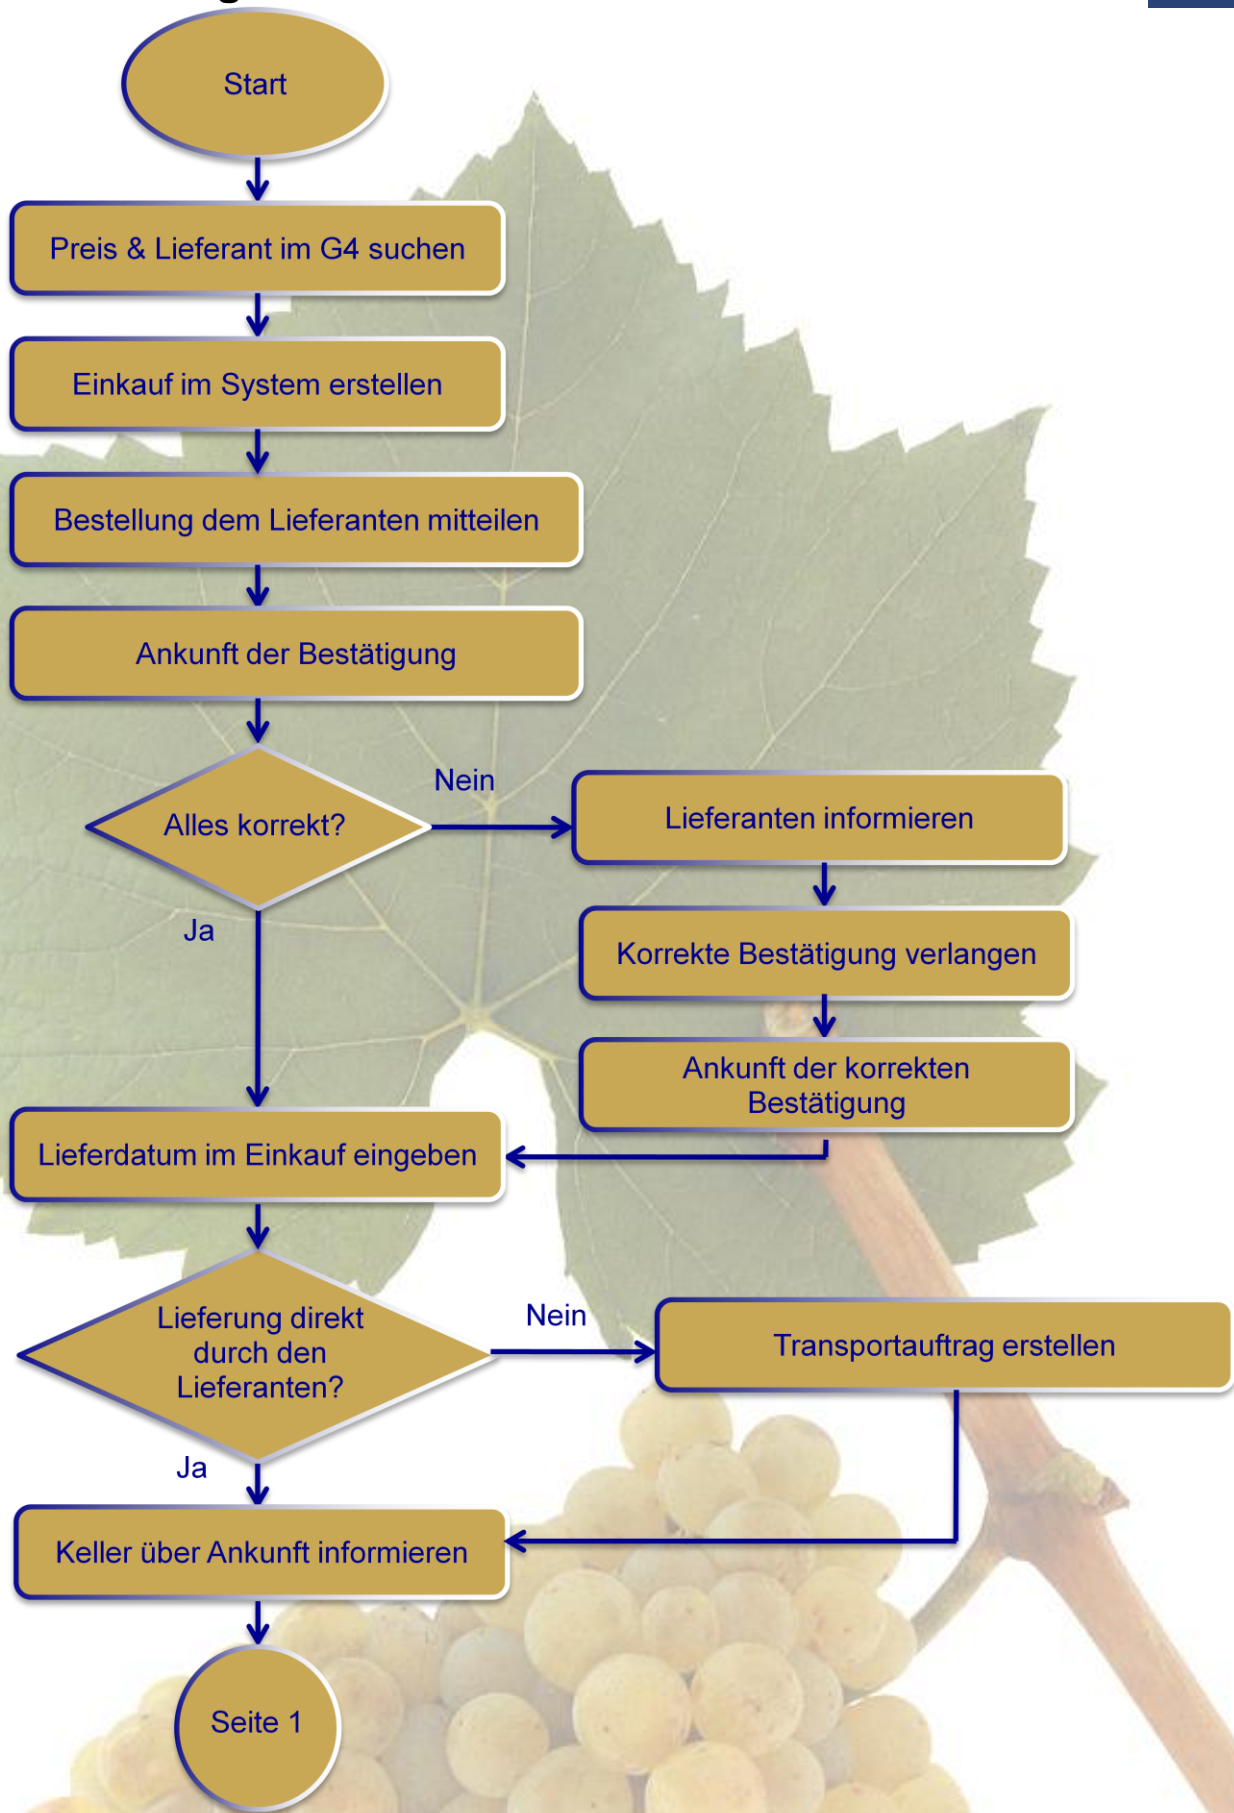 Start
Preis & Lieferant im G4 suchen
Einkauf im System erstellen
Bestellung dem Lieferanten mitteilen
Ankunft der Bestätigung
Alles korrekt?
Nein
Lieferanten informieren
Ja
Korrekte Bestätigung verlangen
Ankunft der korrekten
Bestätigung
Lieferdatum im Einkauf eingeben
Lieferung direkt
durch den
Lieferanten?
Nein
Transportauftrag erstellen
Ja
Keller über Ankunft informieren
Seite 1